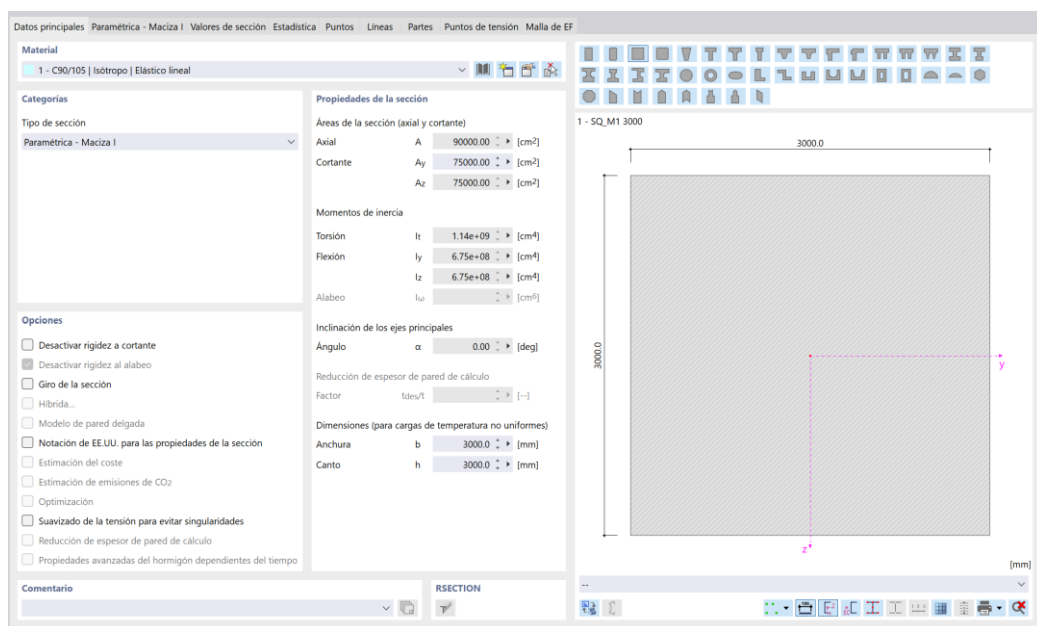 Datos principales Paramétrica - Maciza I Valores de sección Estadística Puntos Líneas Partes Puntos de tensión Malla de EF
Material
1 - C90/105 | Isótropo | Elástico lineal
Categorías
Tipo de sección
Paramétrica - Maciza I
Opciones
Desactivar rigidez a cortante
Desactivar rigidez al alabeo
Giro de la sección
Híbrida...
Modelo de pared delgada
Notación de EE.UU. para las propiedades de la sección
Estimación del coste
Estimación de emisiones de CO2
Optimización
Suavizado de la tensión para evitar singularidades
Reducción de espesor de pared de cálculo
Propiedades avanzadas del hormigón dependientes del tiempo
Comentario
Propiedades de la sección
Áreas de la sección (axial y cortante)
Axial A 90000.00 [cm2]
Cortante Ay 75000.00 [cm2]
Az 75000.00 [cm2]
Momentos de inercia
Torsión It 1.14e+09 [cm4]
Flexión Iy 6.75e+08 [cm4]
Iz 6.75e+08 [cm4]
Alabeo Iω [cm6]
Inclinación de los ejes principales
Ángulo α 0.00 [deg]
Reducción de espesor de pared de cálculo
Factor tdes/t [--]
Dimensiones (para cargas de temperatura no uniformes)
Anchura b 3000.0 [mm]
Canto h 3000.0 [mm]
RSECTION
1 - SQ_M1 3000
3000.0
3000.0
y
z
[mm]
--